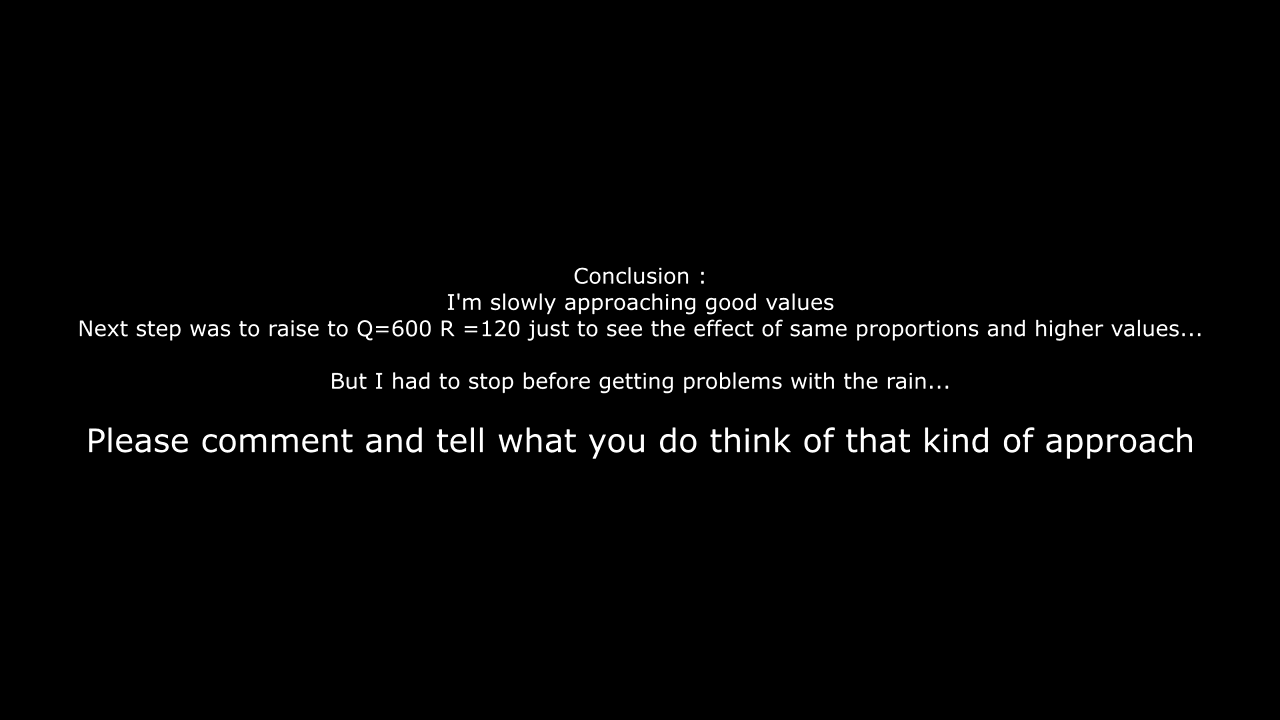 Conclusion :
I'm slowly approaching good values
Next step was to raise to Q=600 R =120 just to see the effect of same proportions and higher values...
But I had to stop before getting problems with the rain...
Please comment and tell what you do think of that kind of approach